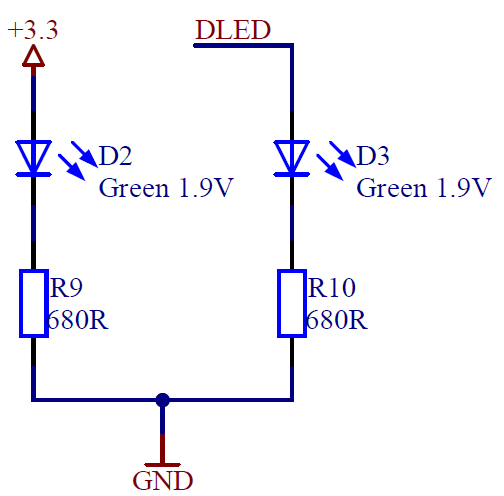 +3.3
DLED
D2
Green 1.9V
D3
Green 1.9V
R9
680R
R10
680R
GND